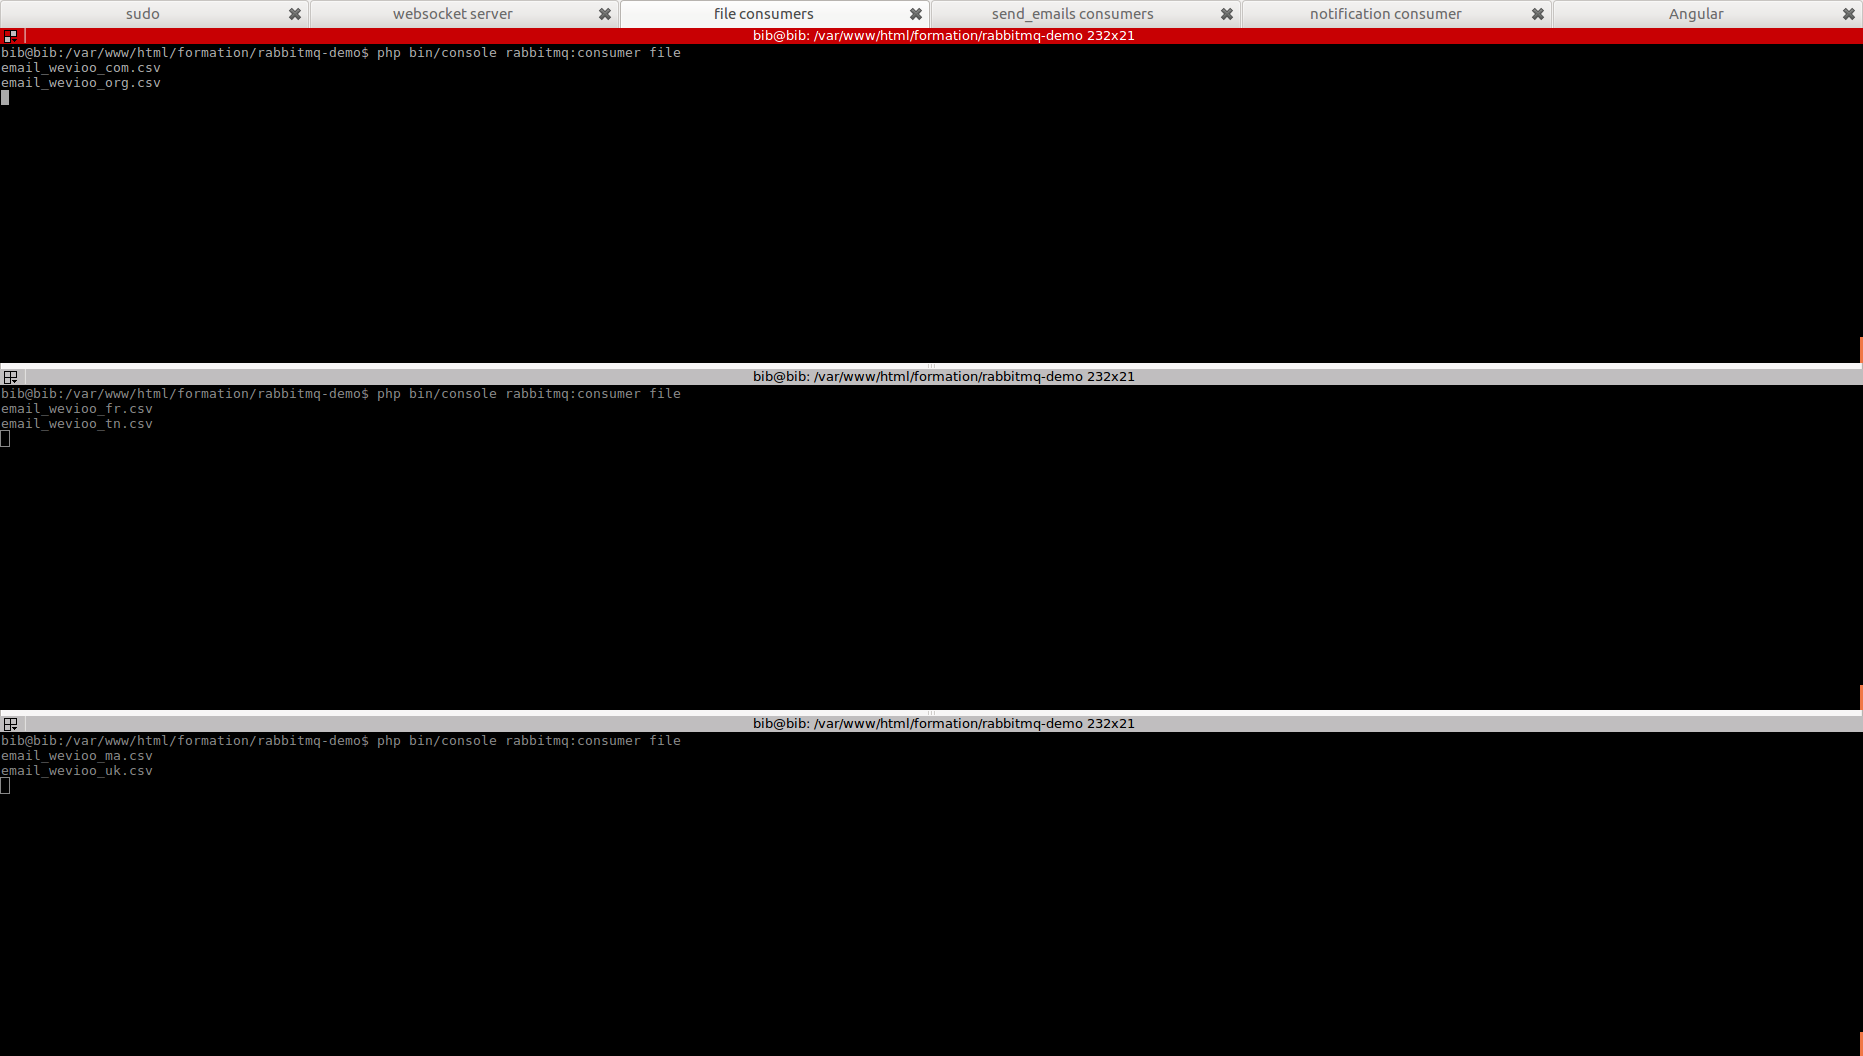 sudo
websocket server
file consumers
send_emails consumers
notification consumer
Angular
bib@bib: /var/www/html/formation/rabbitmq-demo 232x21
bib@bib:/var/www/html/formation/rabbitmq-demo$ php bin/console rabbitmq:consumer file
email_wevioo_com.csv
email_wevioo_org.csv
bib@bib: /var/www/html/formation/rabbitmq-demo 232x21
bib@bib:/var/www/html/formation/rabbitmq-demo$ php bin/console rabbitmq:consumer file
email_wevioo_fr.csv
email_wevioo_tn.csv
bib@bib: /var/www/html/formation/rabbitmq-demo 232x21
bib@bib:/var/www/html/formation/rabbitmq-demo$ php bin/console rabbitmq:consumer file
email_wevioo_ma.csv
email_wevioo_uk.csv